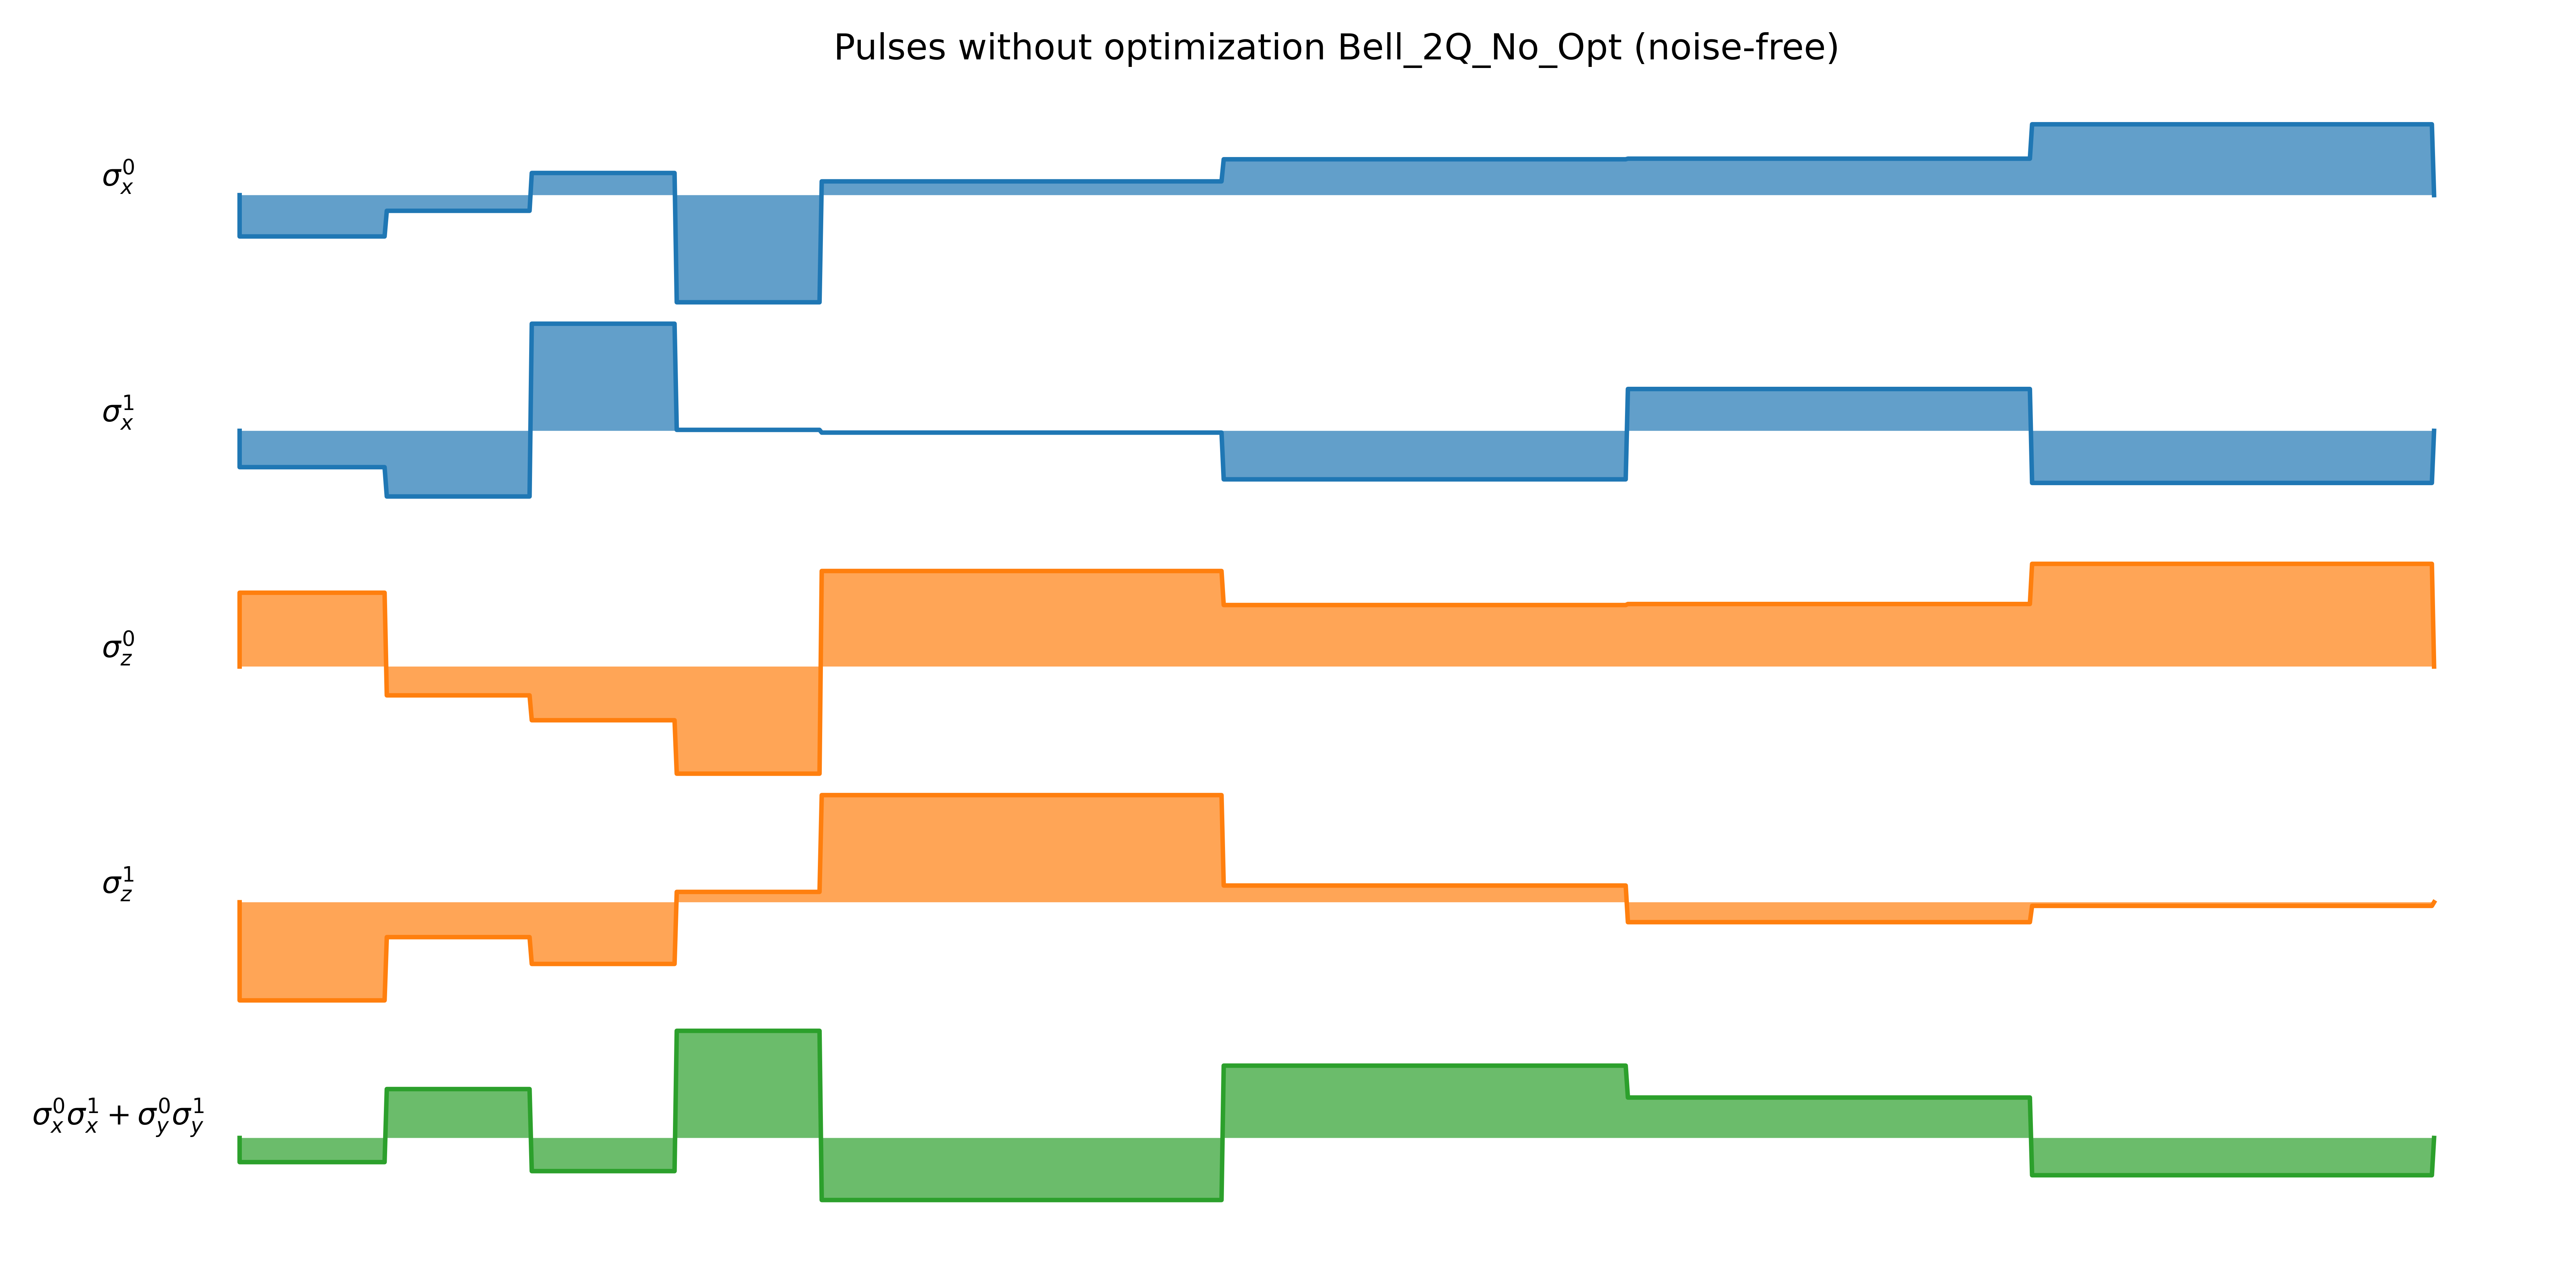 Pulses without optimization Bell_2Q_No_Opt (noise-free)
σ_x^0
σ_x^1
σ_z^0
σ_z^1
σ_x^0σ_x^1 + σ_y^0σ_y^1